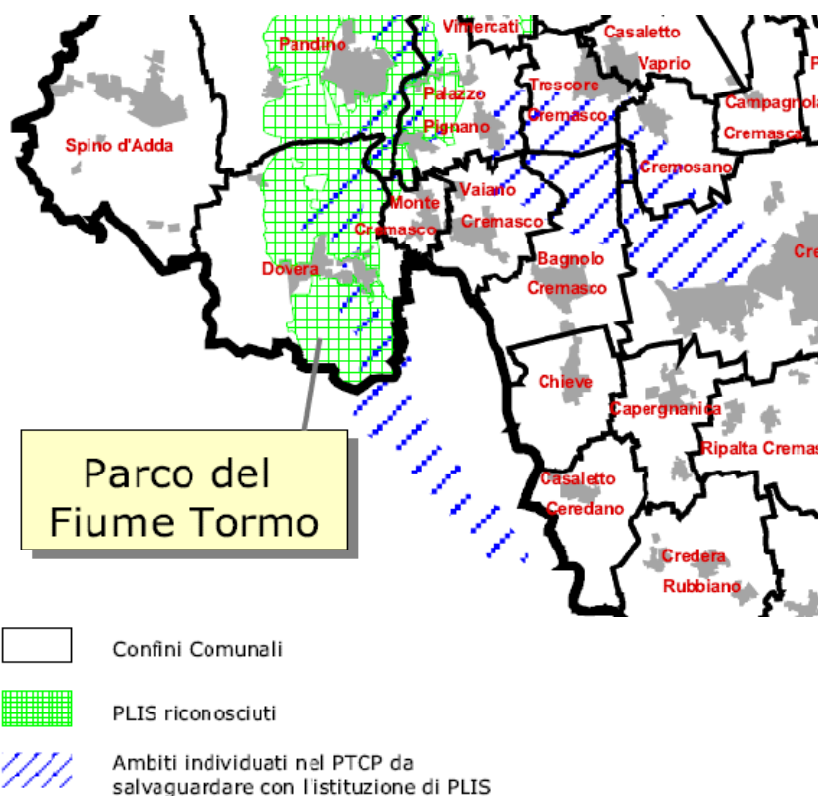 Vimercati
Casaletto
Pandino
Vaprio
Palazzo
Trescore
Campagnola
Pignano
Cremasco
Cremasca
Spino d'Adda
Cremosano
Monte
Vaiano
Cremasco
Cremasco
Cre
Dovera
Bagnolo
Cremasco
Chieve
Capergnanica
Ripalta Cremas
Parco del
Fiume Tormo
Casaletto
Ceredano
Credera
Rubbiano
Confini Comunali
PLIS riconosciuti
Ambiti individuati nel PTCP da
salvaguardare con l'istituzione di PLIS